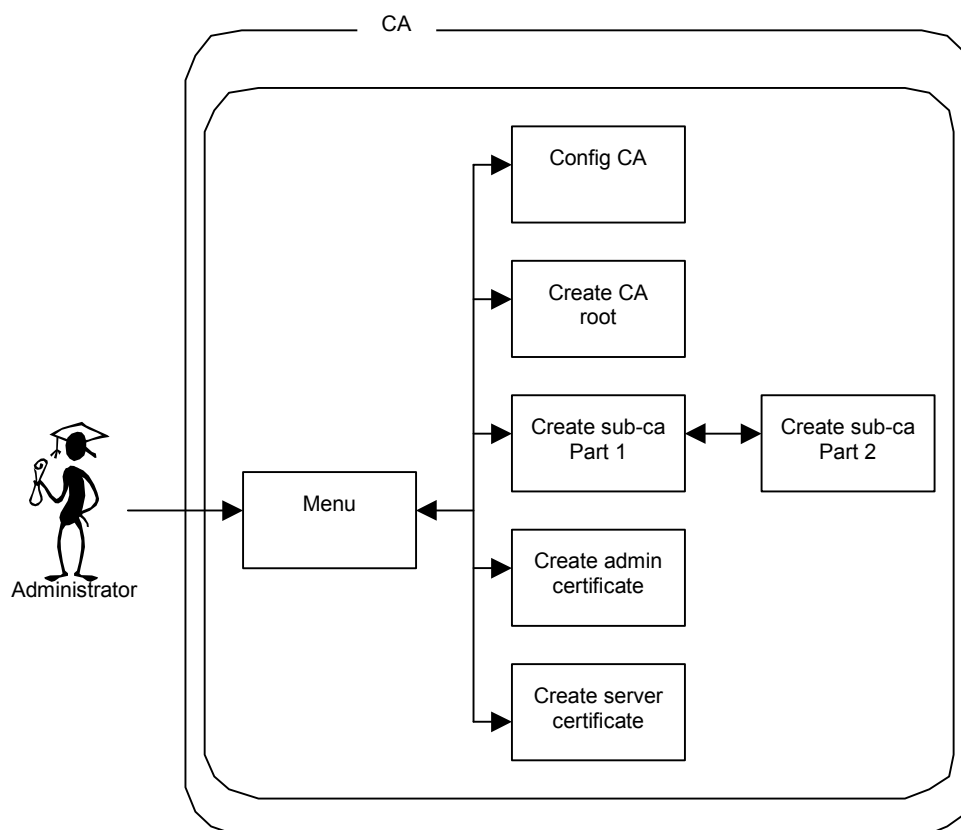 CA
Config CA
Create CA
root
Create sub-ca
Part 1
Create sub-ca
Part 2
Menu
Create admin
certificate
Administrator
Create server
certificate